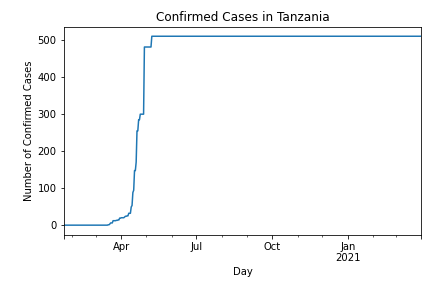 Confirmed Cases in Tanzania
500
400
300
200
100
0
Number of Confirmed Cases
Apr
Jul
Oct
Jan
2021
Day